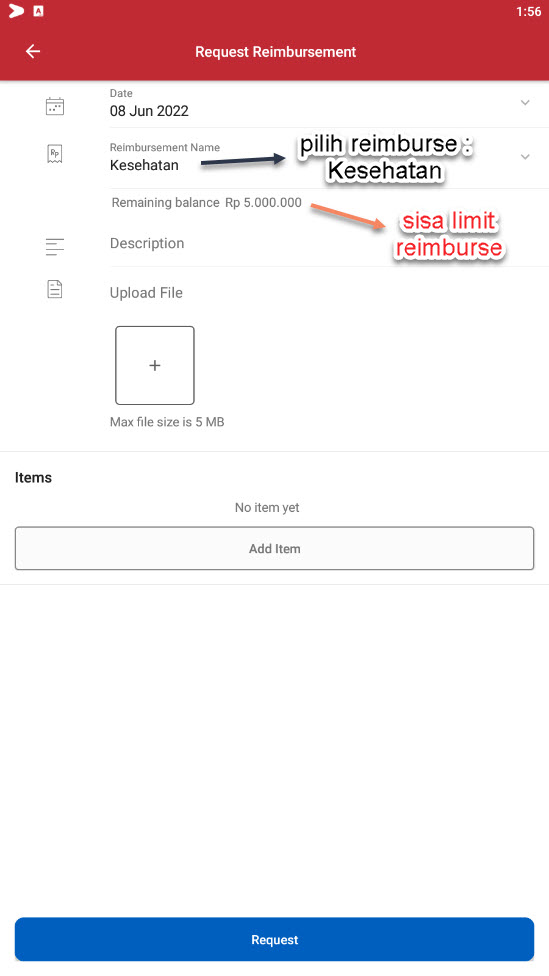 A
1:56
Request Reimbursement
Date
08 Jun 2022
Reimbursement Name
Kesehatan
pilih reimburse :
Kesehatan
Remaining balance Rp 5.000.000
sisa limit
reimburse
Rp
Description
Upload File
+
Max file size is 5 MB
Items
No item yet
Add Item
Request